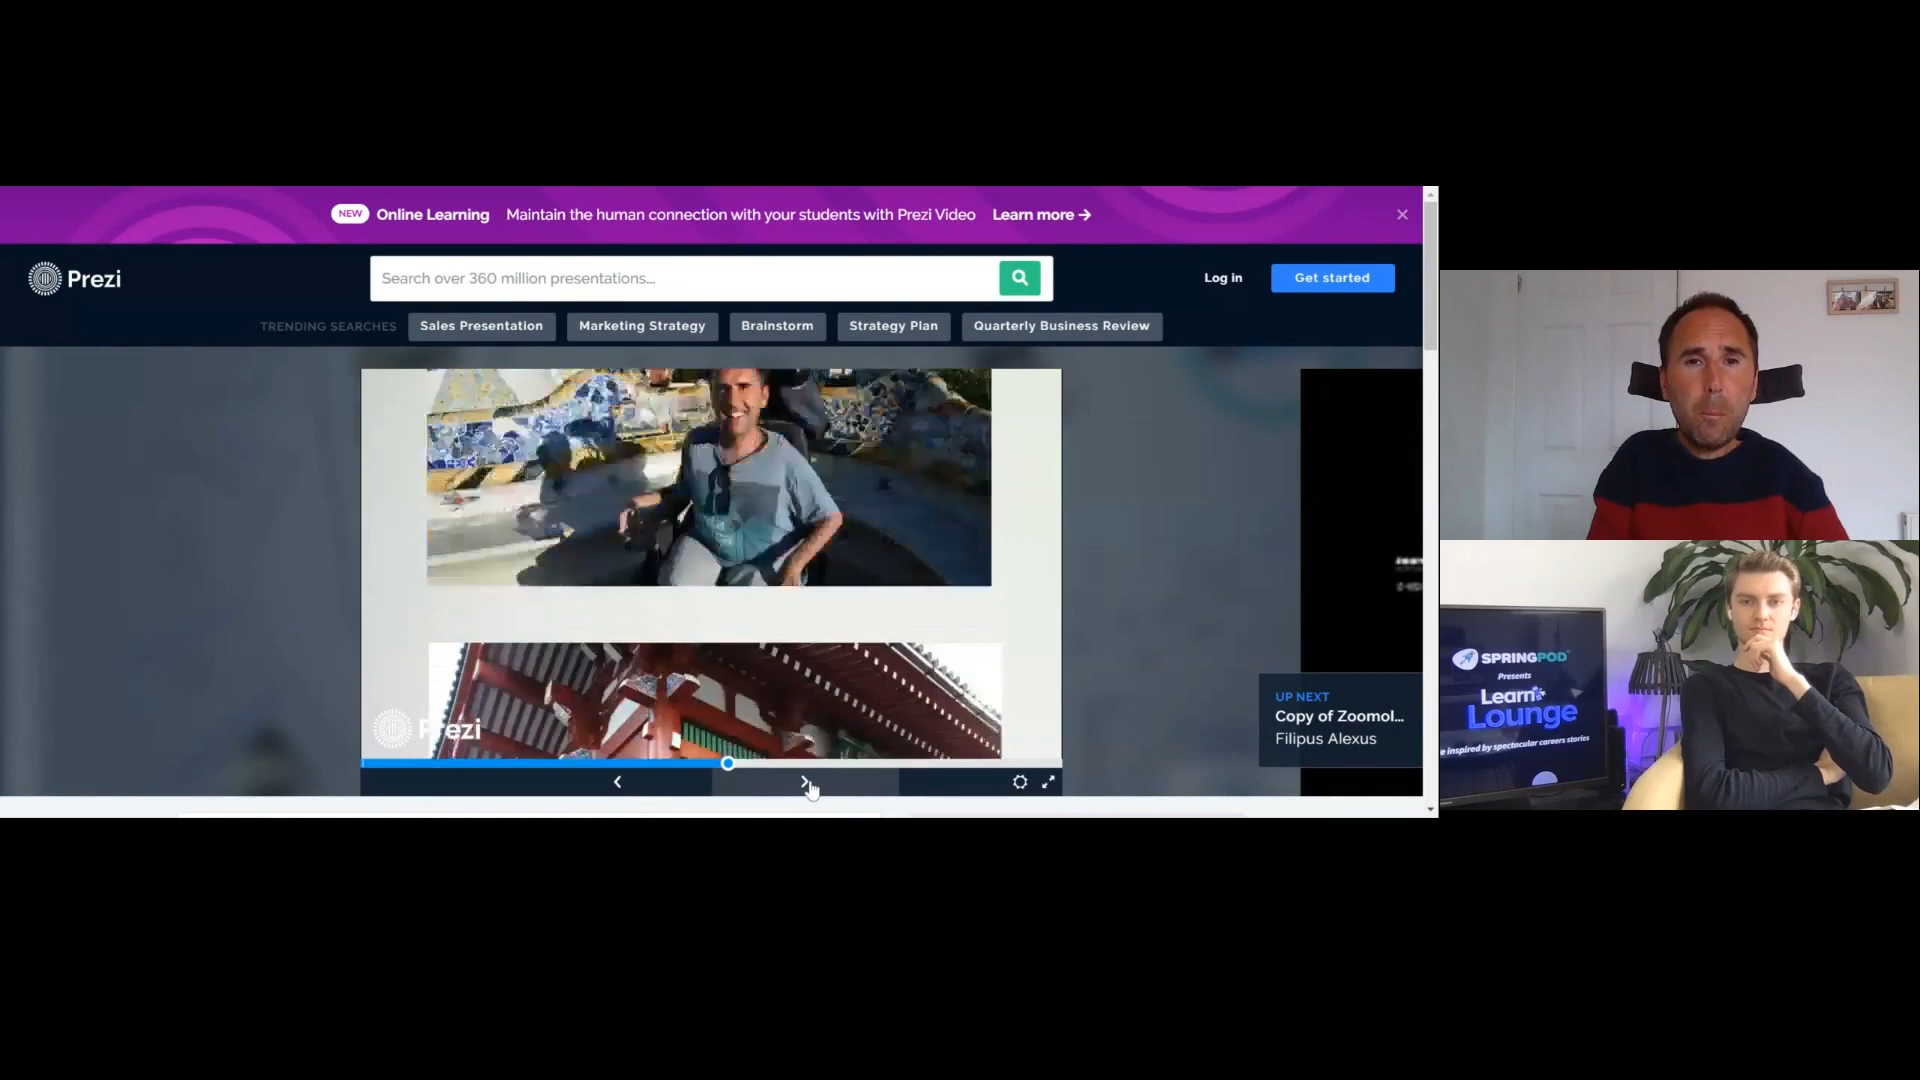 NEW Online Learning Maintain the human connection with your students with Prezi Video Learn more →
Prezi
Search over 360 million presentations...
Log in
Get started
TRENDING SEARCHES Sales Presentation Marketing Strategy Brainstorm Strategy Plan Quarterly Business Review
Prezi
UP NEXT
Copy of Zoomol...
Filipus Alexus
SPRINGPOD
Presents
Learn
Lounge
inspired by spectacular careers stories